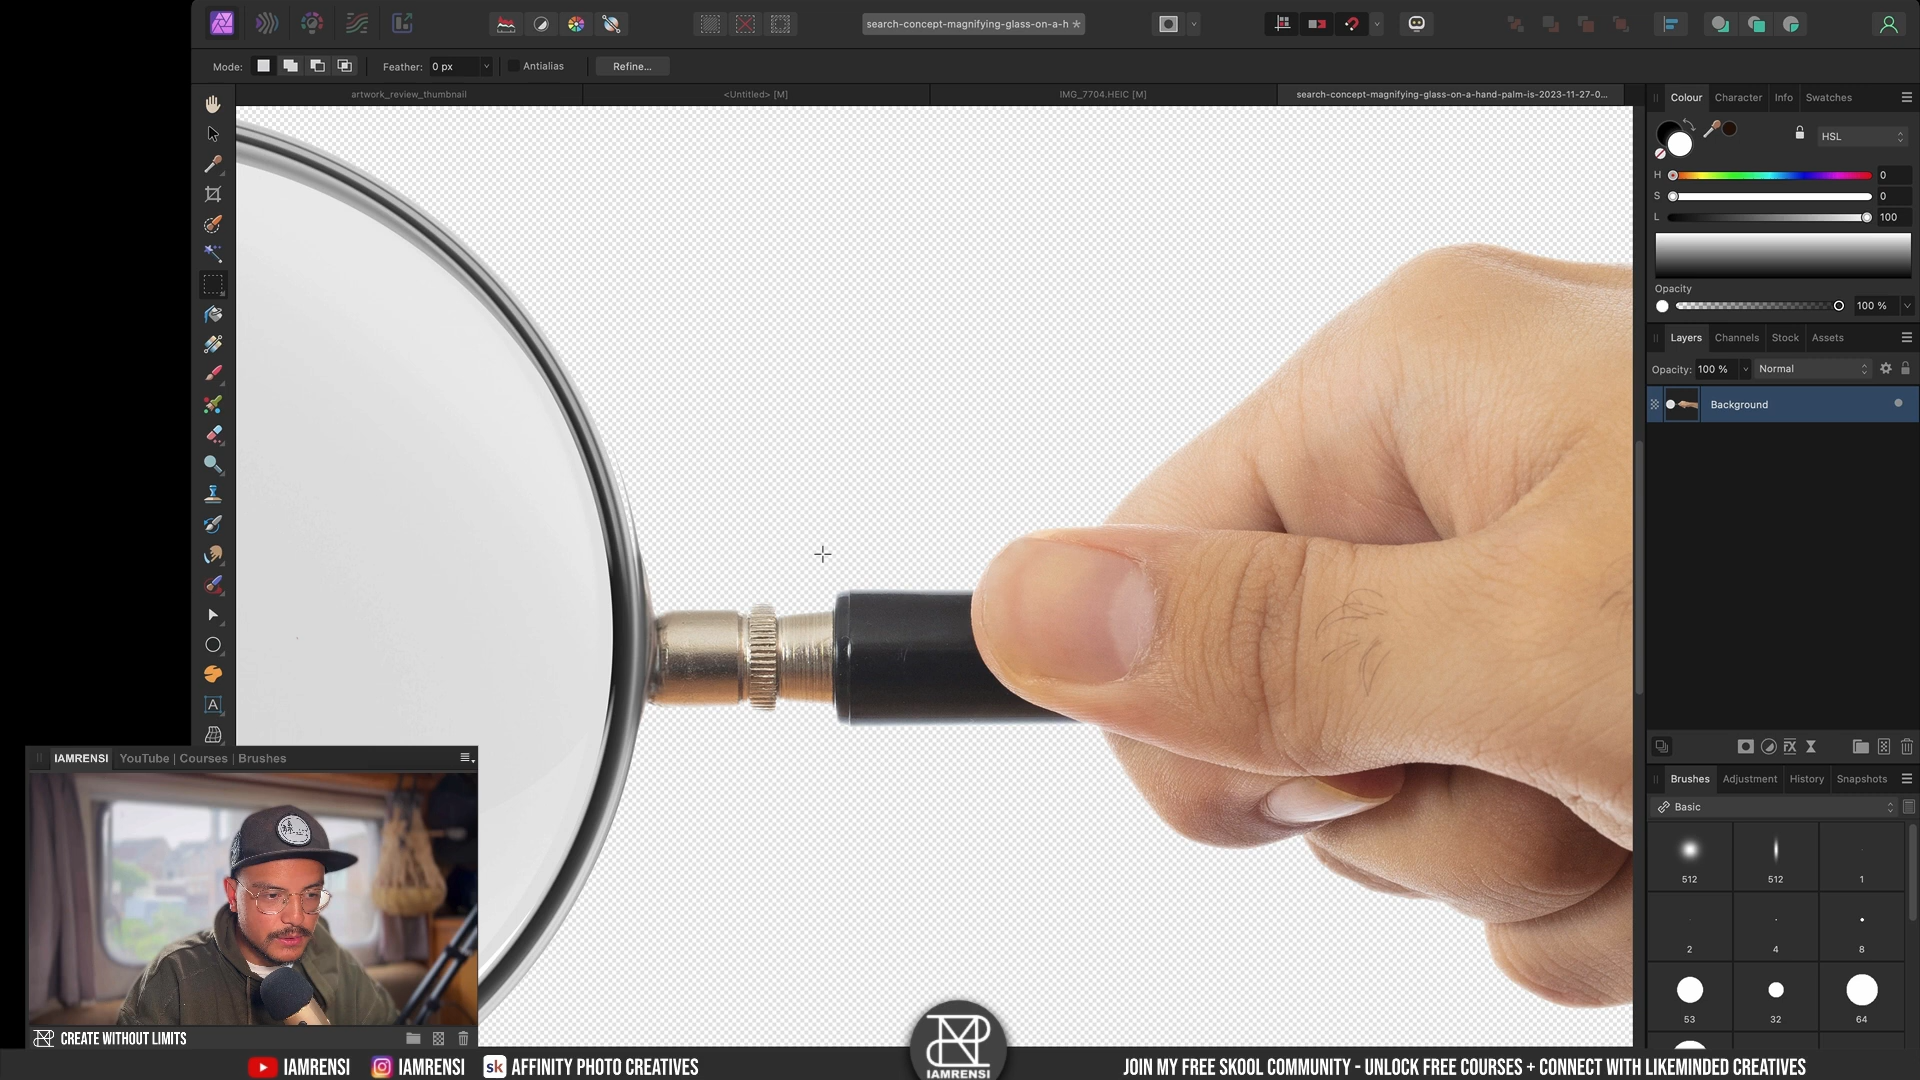 search-concept-magnifying-glass-on-a-h
Mode:
Feather: 0 px
Antialias
Refine...
artwork_review_thumbnail
<Untitled> [M]
IMG_7704.HEIC [M]
search-concept-magnifying-glass-on-a-hand-palm-is-2023-11-27-0...
Colour
Character
Info
Swatches
HSL
H
0
S
0
L
100
Opacity
100 %
Layers
Channels
Stock
Assets
Opacity: 100 %
Normal
Background
Brushes
Adjustment
History
Snapshots
Basic
512
512
1
2
4
8
53
32
64
A
IAMRENSI
YouTube | Courses | Brushes
CREATE WITHOUT LIMITS
IAMRENSI
IAMRENSI
sk
AFFINITY PHOTO CREATIVES
IAMRENSI
JOIN MY FREE SKOOL COMMUNITY - UNLOCK FREE COURSES + CONNECT WITH LIKEMINDED CREATIVES